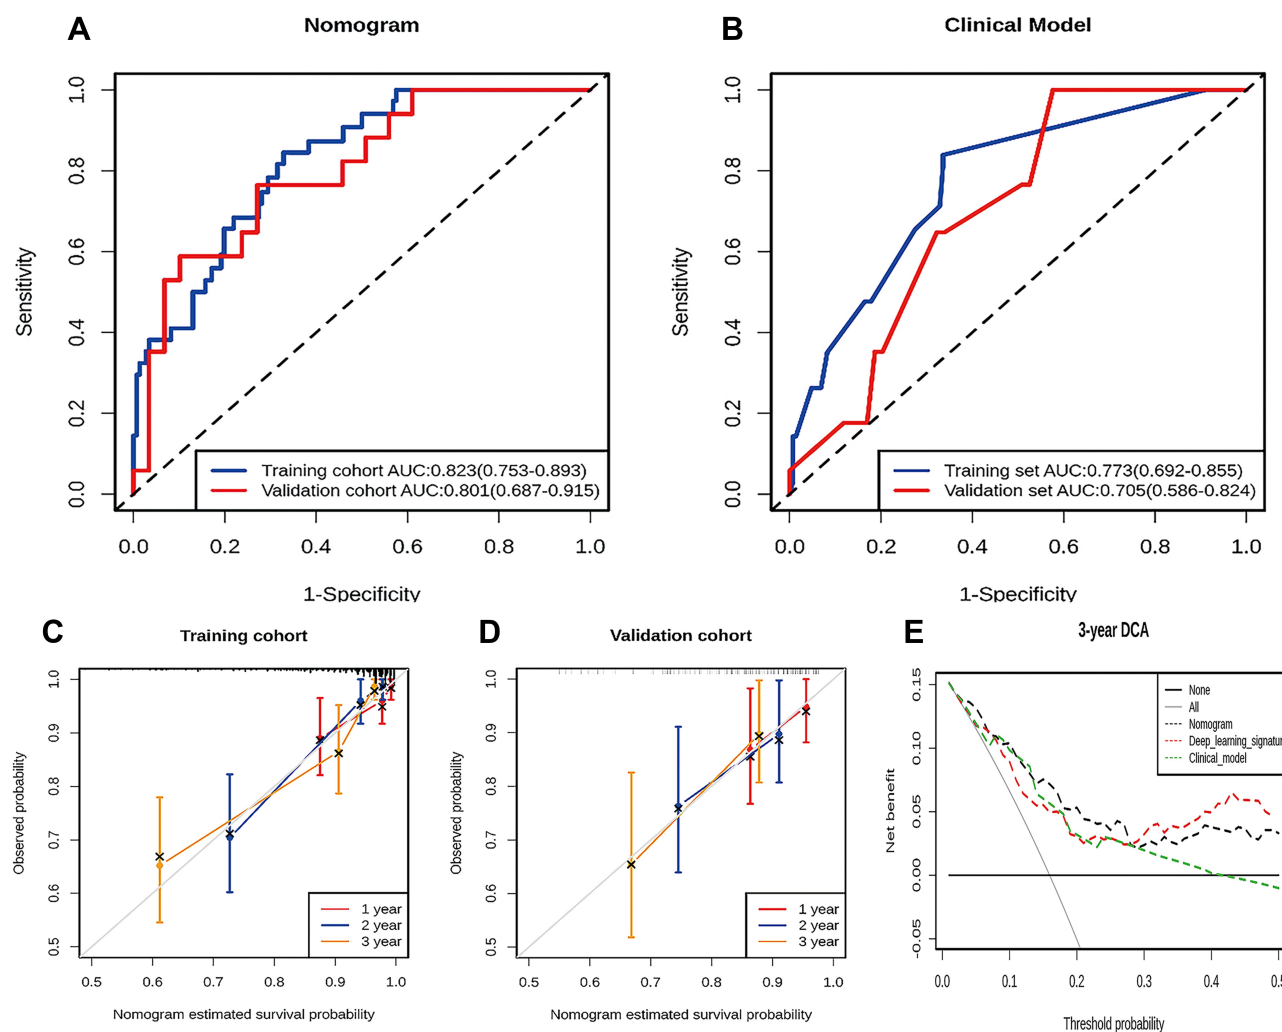 A
Nomogram
Sensitivity
1.0
0.8
0.6
0.4
0.2
0.0
Training cohort AUC:0.823(0.753-0.893)
Validation cohort AUC:0.801(0.687-0.915)
0.0 0.2 0.4 0.6 0.8 1.0
1-Specificity
B
Clinical Model
Sensitivity
1.0
0.8
0.6
0.4
0.2
0.0
Training set AUC:0.773(0.692-0.855)
Validation set AUC:0.705(0.586-0.824)
0.0 0.2 0.4 0.6 0.8 1.0
1-Specificity
C
Training cohort
Observed probability
1.0
0.9
0.8
0.7
0.6
0.5
1 year
2 year
3 year
0.5 0.6 0.7 0.8 0.9 1.0
Nomogram estimated survival probability
D
Validation cohort
Observed probability
1.0
0.9
0.8
0.7
0.6
0.5
1 year
2 year
3 year
0.5 0.6 0.7 0.8 0.9 1.0
Nomogram estimated survival probability
E
3-year DCA
Net benefit
0.15
0.10
0.05
0.00
-0.05
None
All
Nomogram
Deep_learning_signatur
Clinical_model
0.0 0.1 0.2 0.3 0.4 0.5
Threshold probability